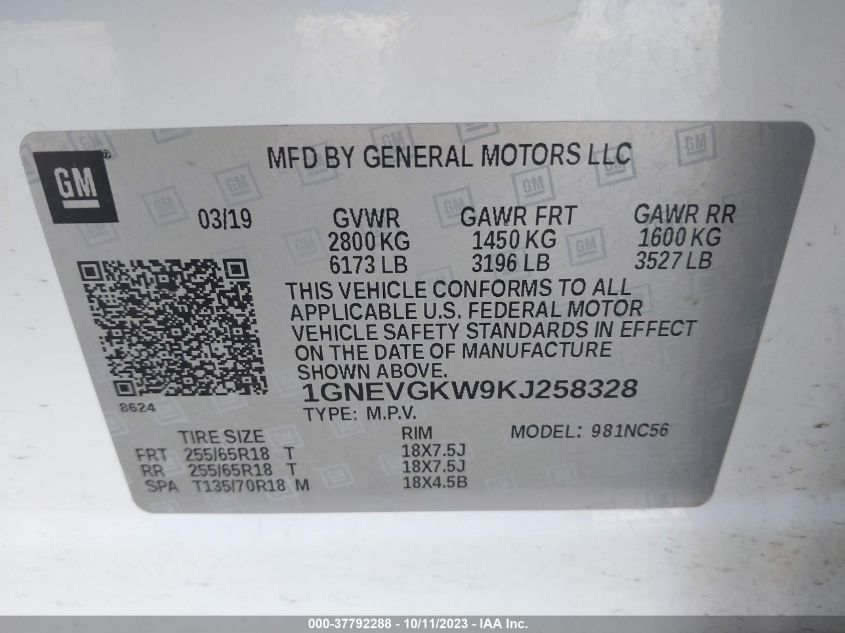 GM
MFD BY GENERAL MOTORS LLC
03/19 GVWR GAWR FRT GAWR RR
2800 KG 1450 KG 1600 KG
6173 LB 3196 LB 3527 LB
THIS VEHICLE CONFORMS TO ALL
APPLICABLE U.S. FEDERAL MOTOR
VEHICLE SAFETY STANDARDS IN EFFECT
ON THE DATE OF MANUFACTURE
SHOWN ABOVE.
8624
1GNEVGKW9KJ258328
TYPE: M.P.V.
TIRE SIZE RIM MODEL: 981NC56
FRT 255/65R18 T 18X7.5J
RR 255/65R18 T 18X7.5J
SPA T135/70R18 M 18X4.5B
000-37792288 - 10/11/2023 - IAAI.com